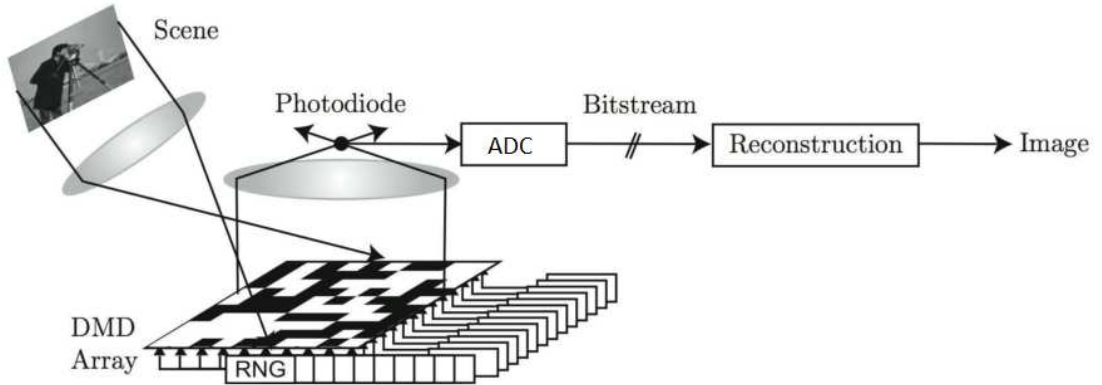 Scene
Photodiode
Bitstream
ADC
Reconstruction
Image
DMD
Array
RNG